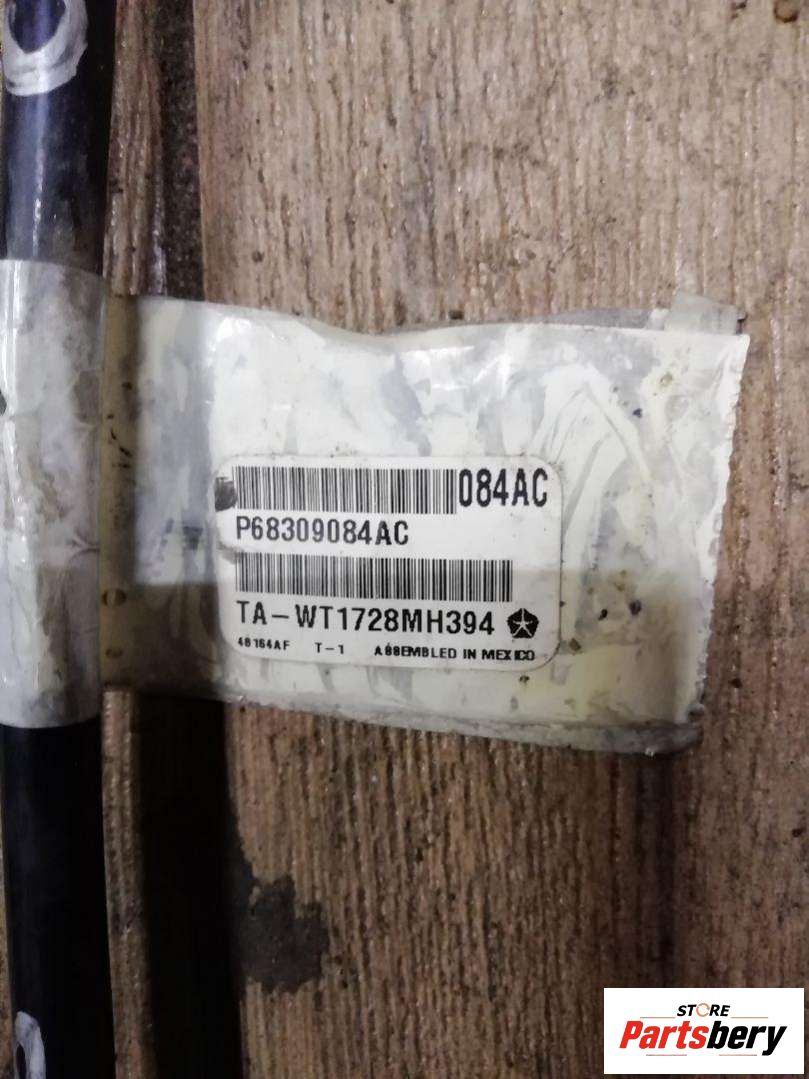 084AC
P68309084AC
TA-WT1728MH394
48164AF T-1 ASSEMBLED IN MEXICO
STORE
Partsbery